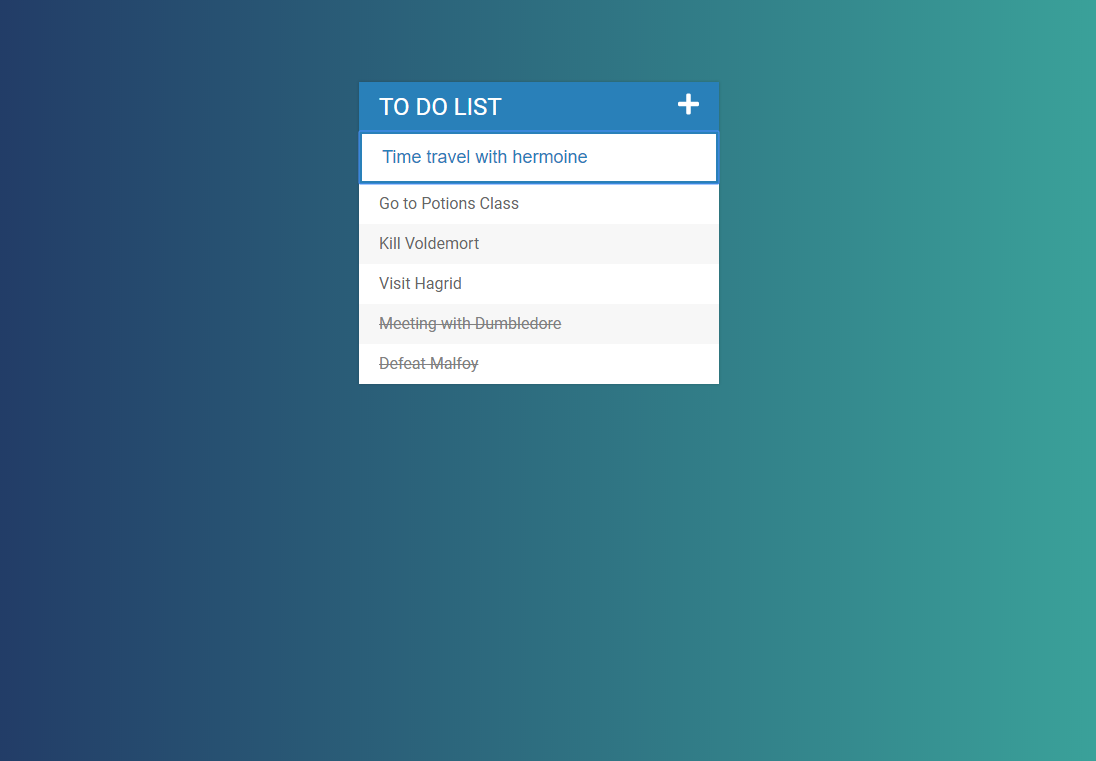 TO DO LIST
Time travel with hermoine
Go to Potions Class
Kill Voldemort
Visit Hagrid
Meeting with Dumbledore
Defeat Malfoy